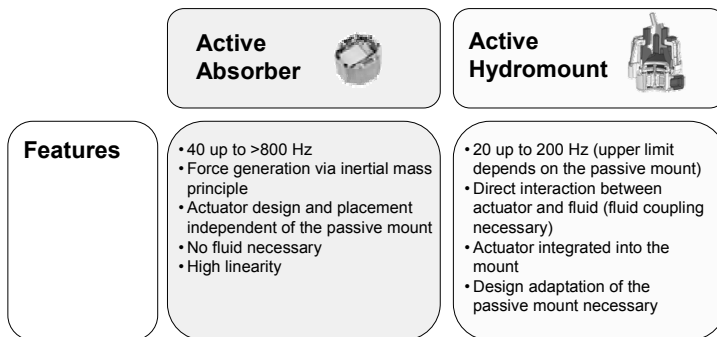 Active
Absorber
Active
Hydromount
Features
• 40 up to >800 Hz
• Force generation via inertial mass
principle
• Actuator design and placement
independent of the passive mount
• No fluid necessary
• High linearity
• 20 up to 200 Hz (upper limit
depends on the passive mount)
• Direct interaction between
actuator and fluid (fluid coupling
necessary)
• Actuator integrated into the
mount
• Design adaptation of the
passive mount necessary